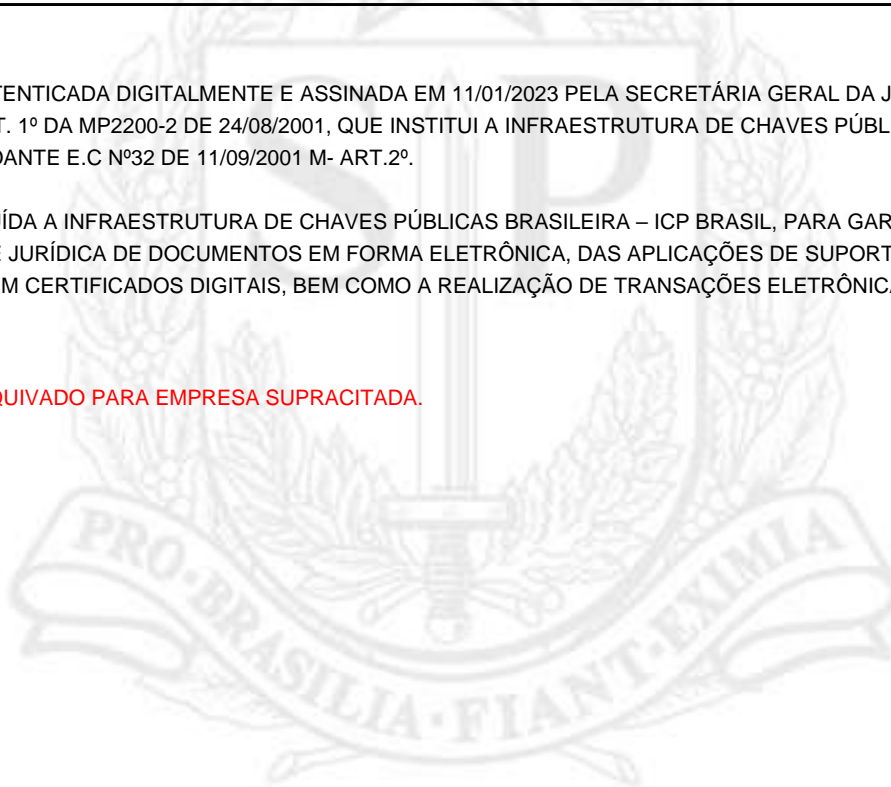 TENTICADA DIGITALMENTE E ASSINADA EM 11/01/2023 PELA SECRETÁRIA GERAL DA J
T. 1º DA MP2200-2 DE 24/08/2001, QUE INSTITUI A INFRAESTRUTURA DE CHAVES PÚBL
DANTE E.C Nº32 DE 11/09/2001 M- ART.2º.
ÍDA A INFRAESTRUTURA DE CHAVES PÚBLICAS BRASILEIRA – ICP BRASIL, PARA GAR
E JURÍDICA DE DOCUMENTOS EM FORMA ELETRÔNICA, DAS APLICAÇÕES DE SUPORT
M CERTIFICADOS DIGITAIS, BEM COMO A REALIZAÇÃO DE TRANSAÇÕES ELETRÔNICA
QUIVADO PARA EMPRESA SUPRACITADA.
SP
PRO·BRASILIA·FIANT·EXIMIA